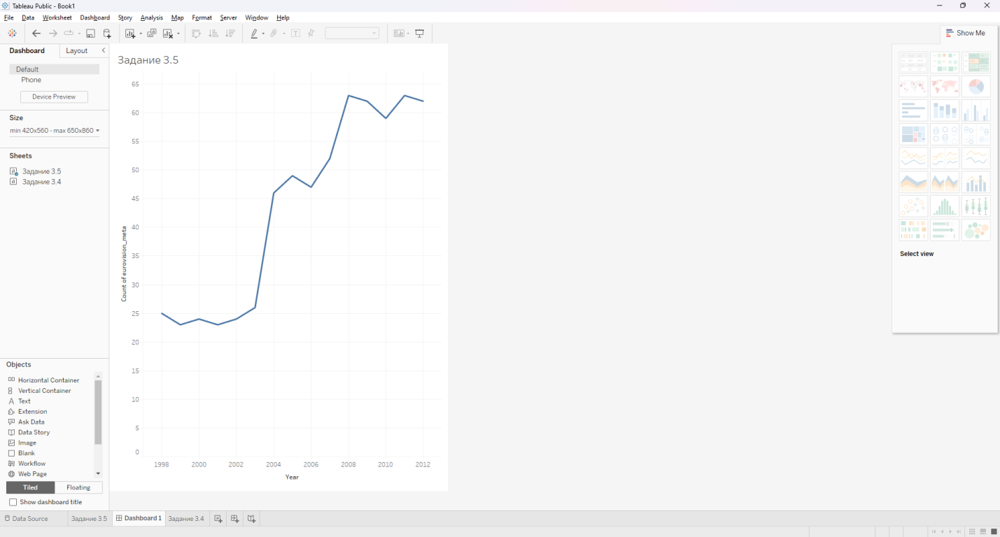 Tableau Public - Book1
File Data Worksheet Dashboard Story Analysis Map Format Server Window Help
Show Me
Dashboard Layout
Default
Phone
Device Preview
Size
min 420x560 - max 650x860
Sheets
Задание 3.5
Задание 3.4
Objects
Horizontal Container
Vertical Container
Text
Extension
Ask Data
Data Story
Image
Blank
Workflow
Web Page
Tiled Floating
Show dashboard title
Задание 3.5
65
60
55
50
45
40
35
30
25
20
15
10
5
0
Count of eurovision_meta
1998 2000 2002 2004 2006 2008 2010 2012
Year
Select view
Data Source Задание 3.5 Dashboard 1 Задание 3.4